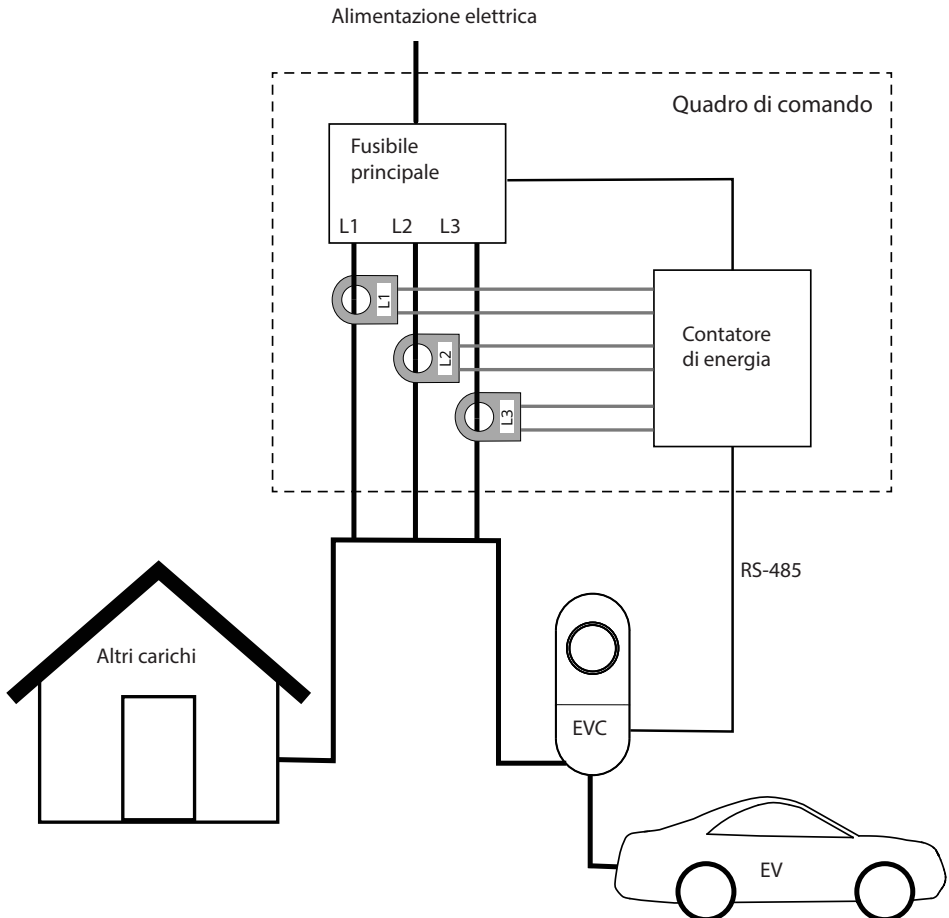 Alimentazione elettrica
Quadro di comando
Fusibile
principale
L1 L2 L3
L1
L2
L3
Contatore
di energia
RS-485
Altri carichi
EVC
EV